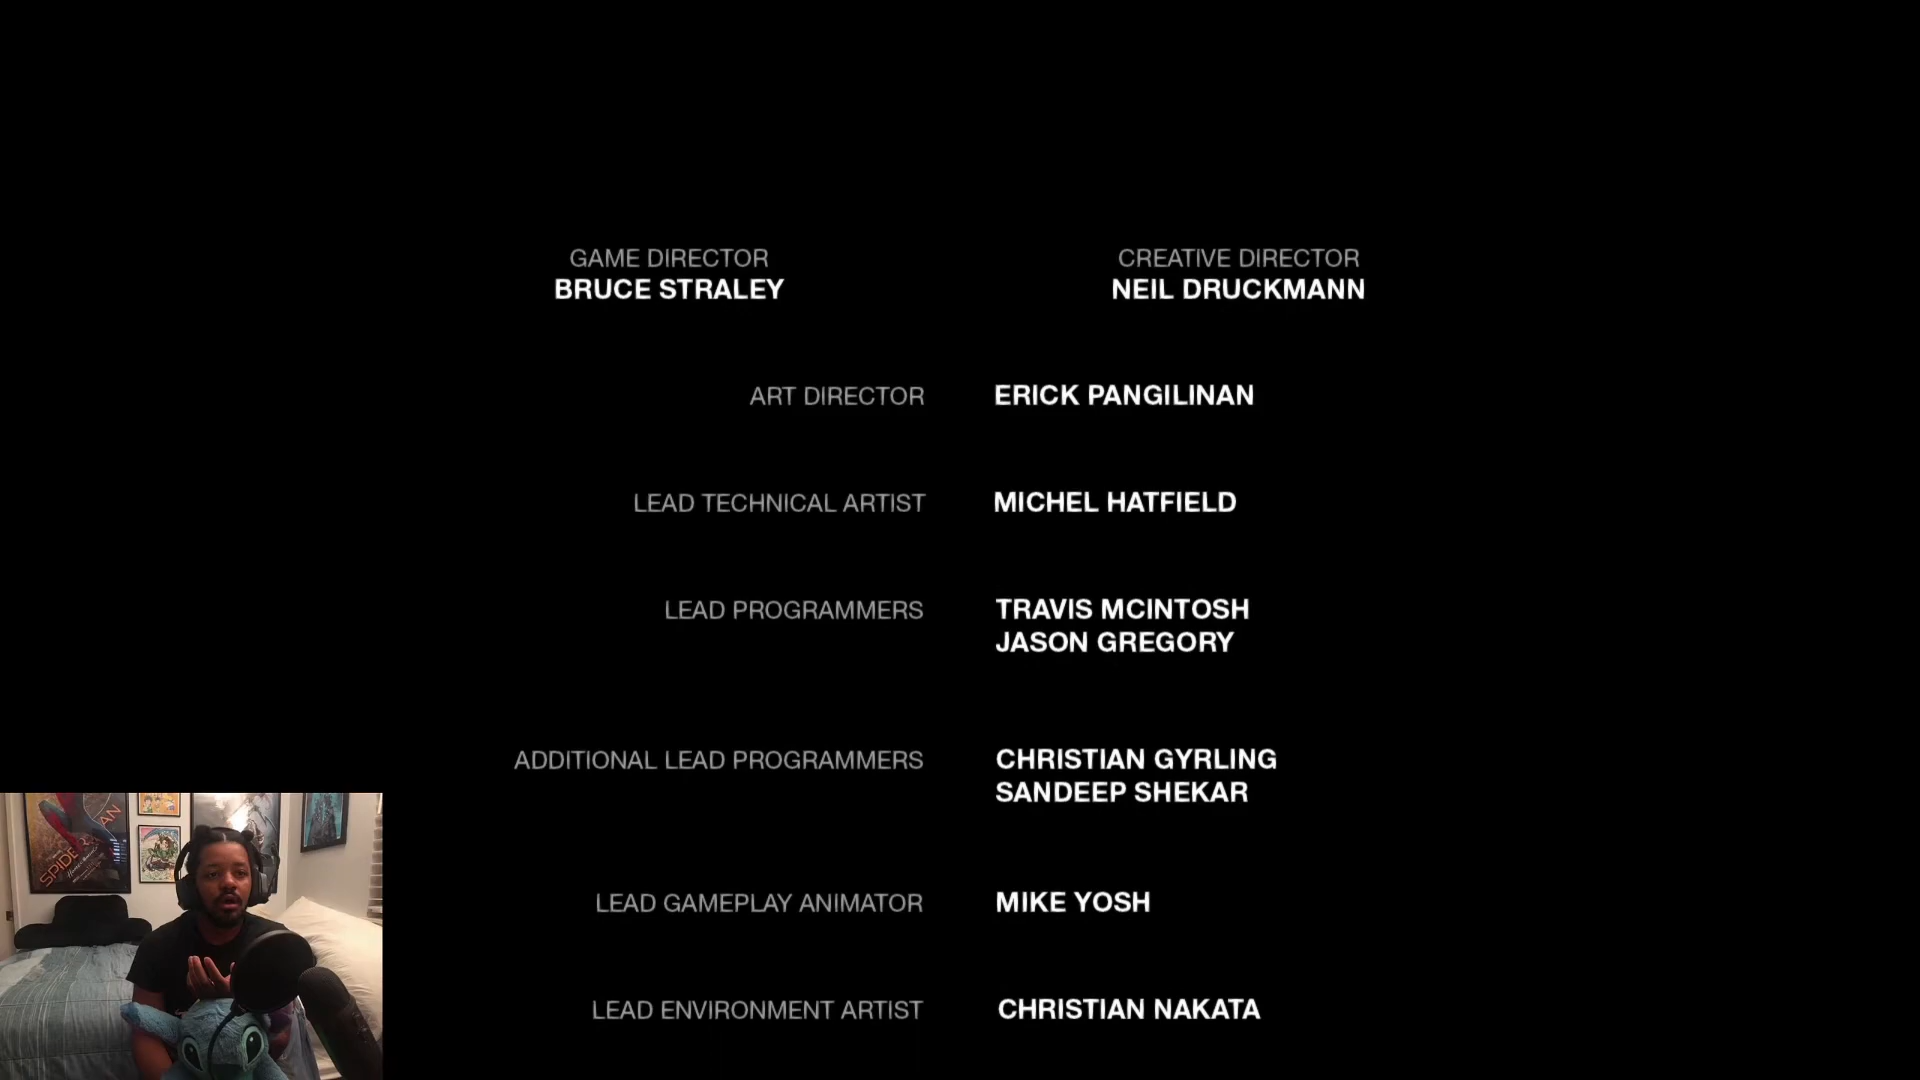 GAME DIRECTOR
BRUCE STRALEY
CREATIVE DIRECTOR
NEIL DRUCKMANN
ART DIRECTOR
ERICK PANGILINAN
LEAD TECHNICAL ARTIST
MICHEL HATFIELD
LEAD PROGRAMMERS
TRAVIS MCINTOSH
JASON GREGORY
ADDITIONAL LEAD PROGRAMMERS
CHRISTIAN GYRLING
SANDEEP SHEKAR
LEAD GAMEPLAY ANIMATOR
MIKE YOSH
LEAD ENVIRONMENT ARTIST
CHRISTIAN NAKATA